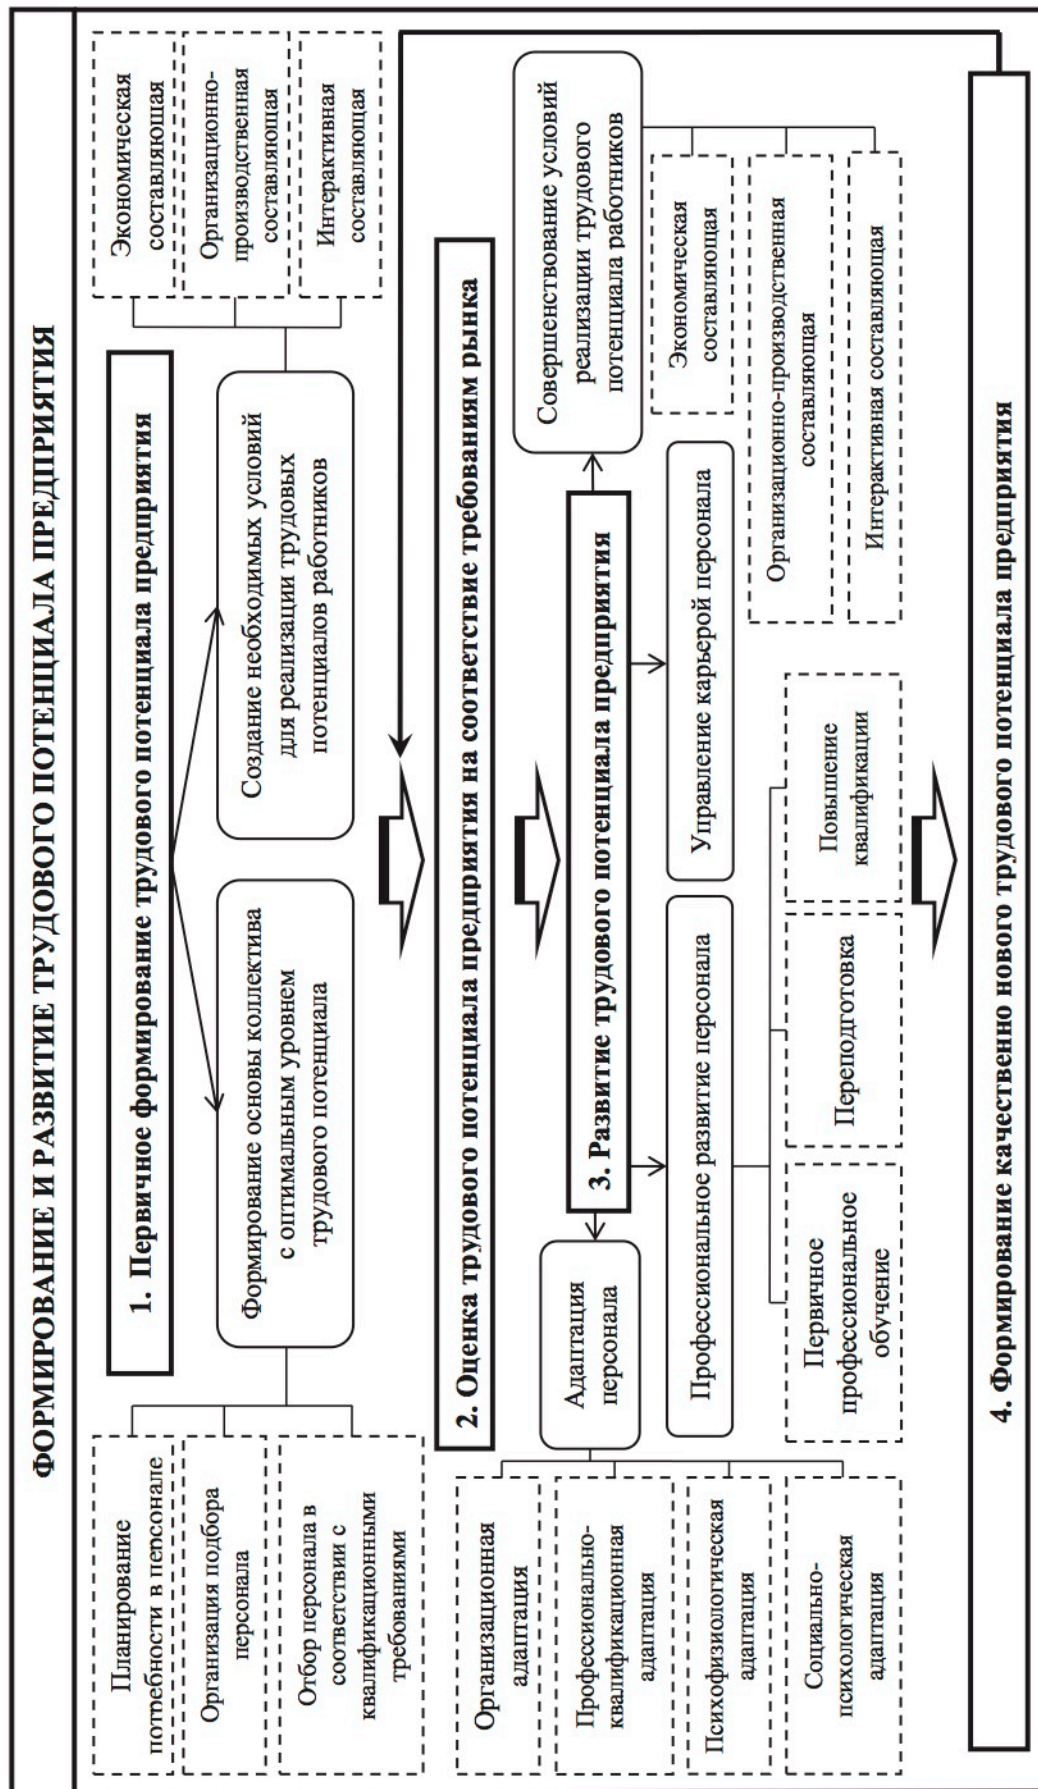 ФОРМИРОВАНИЕ И РАЗВИТИЕ ТРУДОВОГО ПОТЕНЦИАЛА ПРЕДПРИЯТИЯ
1. Первичное формирование трудового потенциала предприятия
Планирование
потребности в персонале
Организация подбора
персонала
Отбор персонала в
соответствии с
квалификационными
требованиями
Формирование основы коллектива
с оптимальным уровнем
трудового потенциала
Создание необходимых условий
для реализации трудовых
потенциалов работников
Экономическая
составляющая
Организационно-
производственная
составляющая
Интерактивная
составляющая
2. Оценка трудового потенциала предприятия на соответствие требованиям рынка
3. Развитие трудового потенциала предприятия
Адаптация
персонала
Организационная
адаптация
Профессионально-
квалификационная
адаптация
Психофизиологическая
адаптация
Социально-
психологическая
адаптация
Профессиональное развитие персонала
Первичное
профессиональное
обучение
Переподготовка
Повышение
квалификации
Управление карьерой персонала
Совершенствование условий
реализации трудового
потенциала работников
Экономическая
составляющая
Организационно-производственная
составляющая
Интерактивная составляющая
4. Формирование качественно нового трудового потенциала предприятия